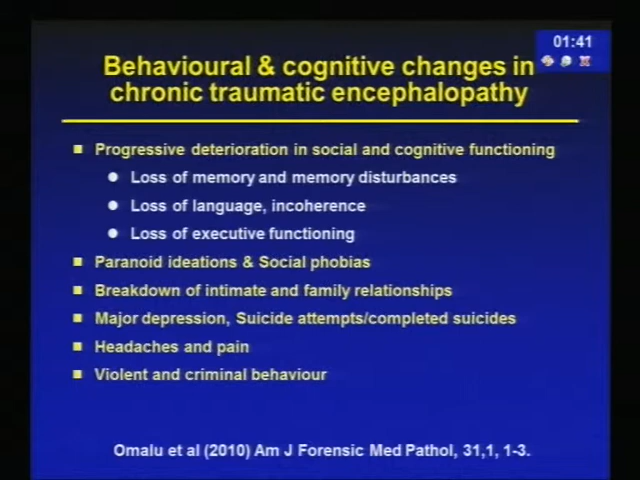 01:41
Behavioural & cognitive changes in
chronic traumatic encephalopathy
Progressive deterioration in social and cognitive functioning
Loss of memory and memory disturbances
Loss of language, incoherence
Loss of executive functioning
Paranoid ideations & Social phobias
Breakdown of intimate and family relationships
Major depression, Suicide attempts/completed suicides
Headaches and pain
Violent and criminal behaviour
Omalu et al (2010) Am J Forensic Med Pathol, 31,1, 1-3.